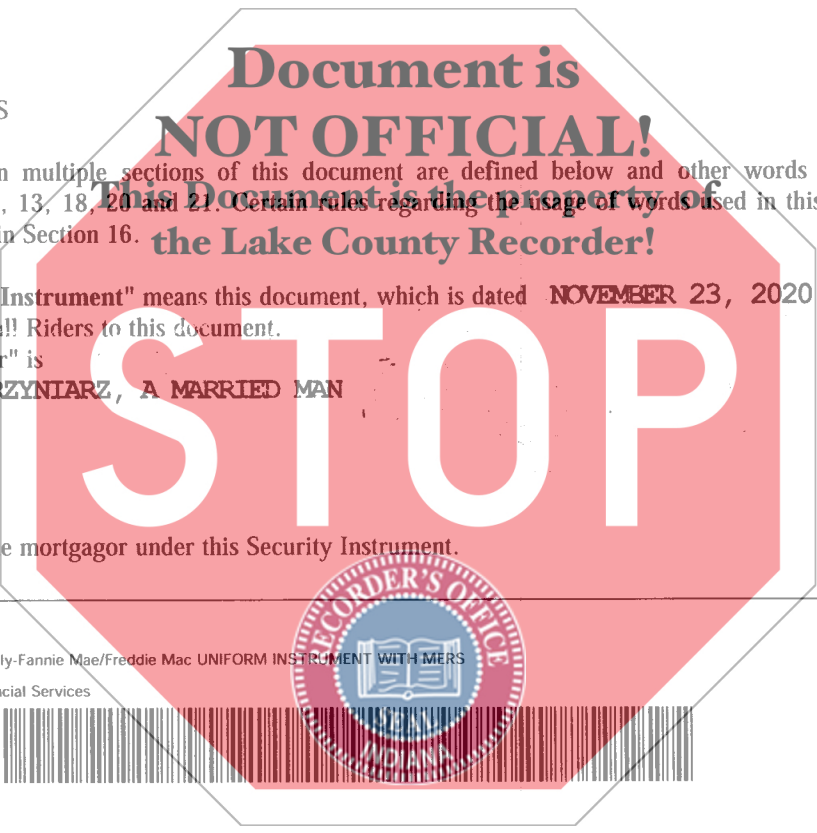 Document is
NOT OFFICIAL!
This Document is the property of
the Lake County Recorder!
S
n multiple sections of this document are defined below and other words
, 13, 18, 20 and 21. Certain rules regarding the usage of words used in this
in Section 16.
Instrument" means this document, which is dated NOVEMBER 23, 2020
all Riders to this document.
r" is
RZYNIARZ, A MARRIED MAN
STOP
e mortgagor under this Security Instrument.
RECORDER'S OFFICE
SEAL
INDIANA
ly-Fannie Mae/Freddie Mac UNIFORM INSTRUMENT WITH MERS
ncial Services